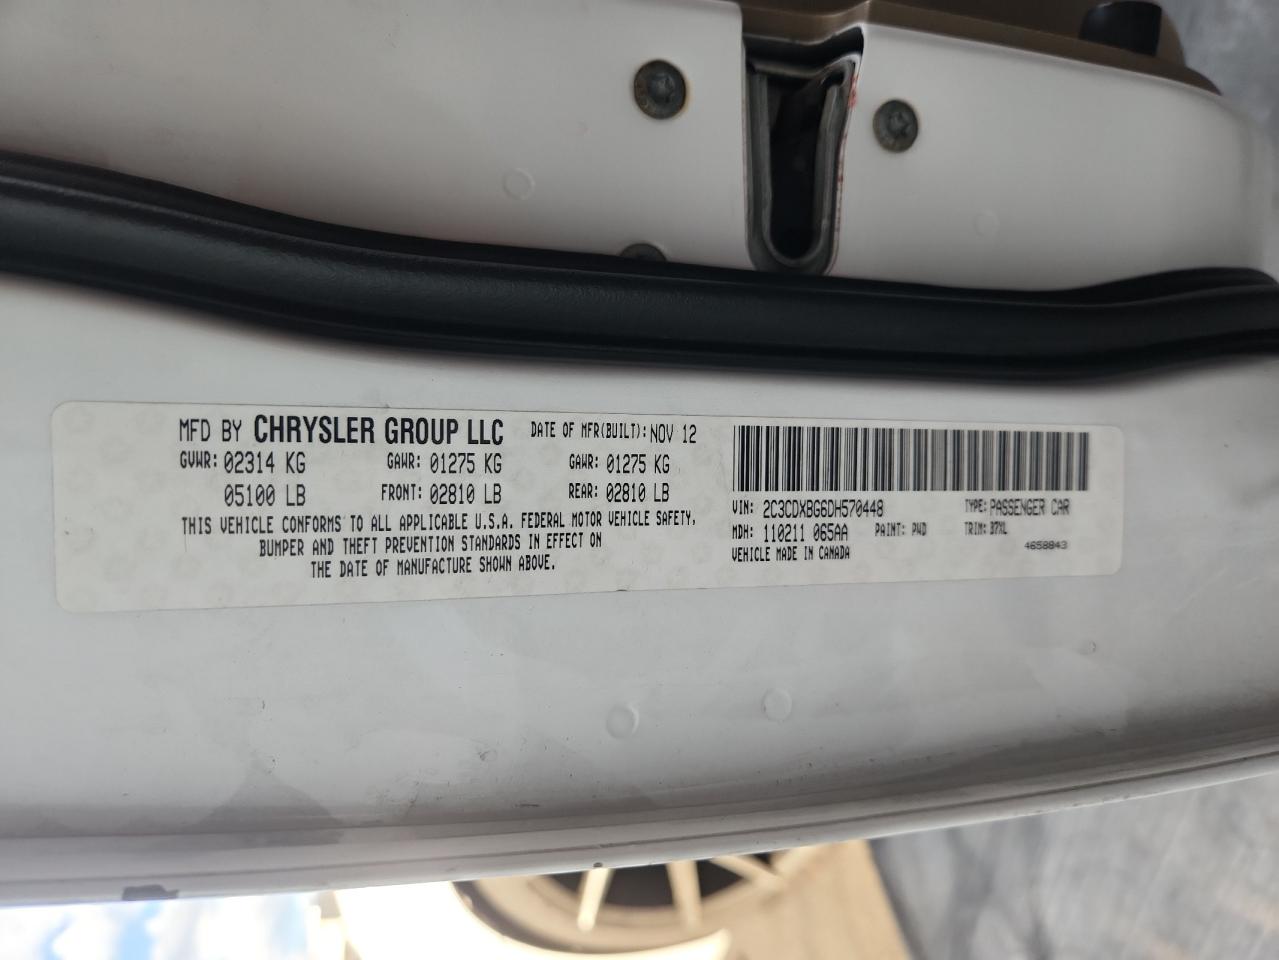 MFD BY CHRYSLER GROUP LLC DATE OF MFR(BUILT): NOV 12
GVWR: 02314 KG GAWR: 01275 KG GAWR: 01275 KG
05100 LB FRONT: 02810 LB REAR: 02810 LB
THIS VEHICLE CONFORMS TO ALL APPLICABLE U.S.A. FEDERAL MOTOR VEHICLE SAFETY,
BUMPER AND THEFT PREVENTION STANDARDS IN EFFECT ON
THE DATE OF MANUFACTURE SHOWN ABOVE.
VIN: 2C3CDXBG6DH570448 TYPE: PASSENGER CAR
MDH: 110211 065AA PAINT: PWD TRIM: B7XL
VEHICLE MADE IN CANADA 4658843